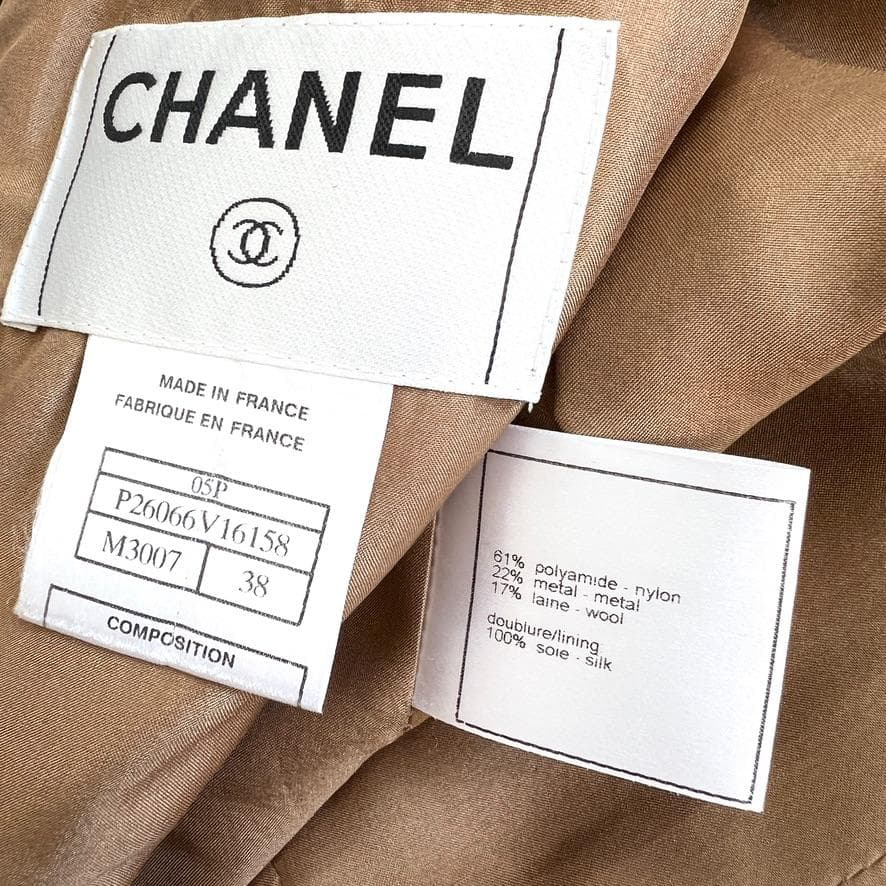 CHANEL
MADE IN FRANCE
FABRIQUE EN FRANCE
05P
P26066V16158
M3007
38
COMPOSITION
61% polyamide - nylon
22% metal - metal
17% laine - wool
doublure/lining
100% soie - silk